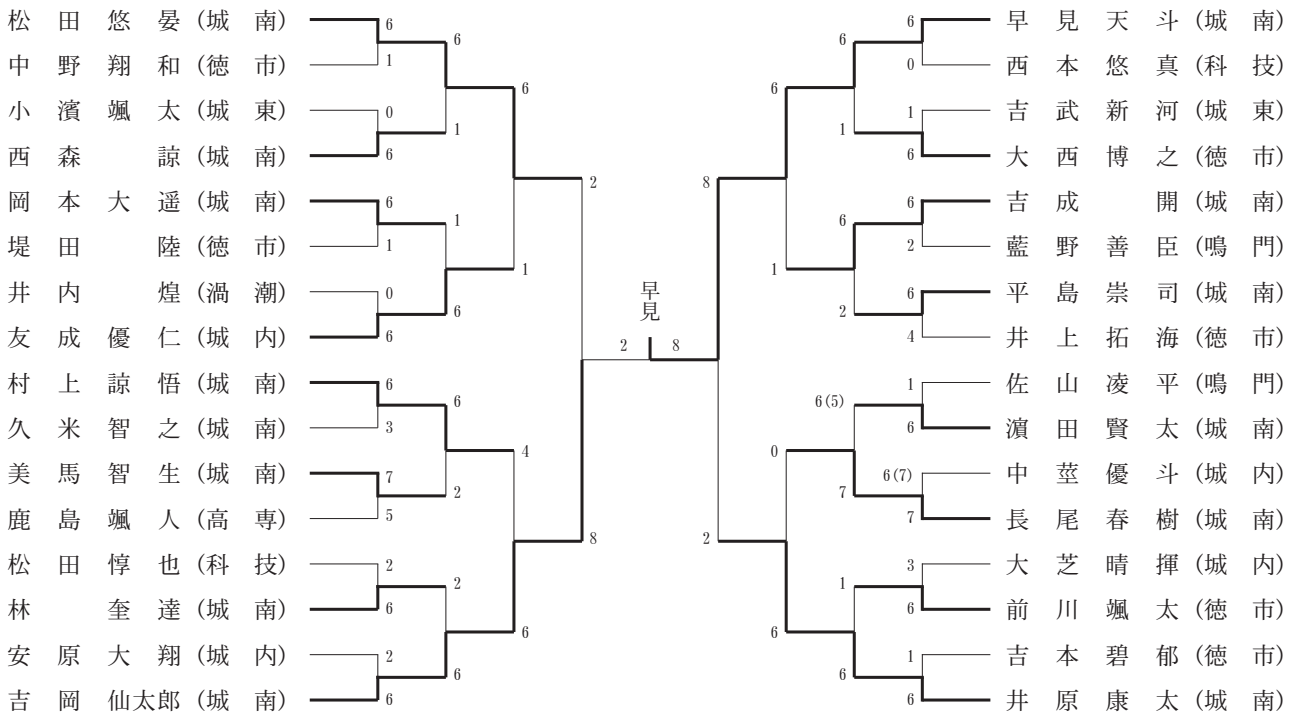 松田悠晏(城南)
中野翔和(徳市)
小濱颯太(城東)
西森諒(城南)
岡本大遥(城南)
堤田陸(徳市)
井内煌(渦潮)
友成優仁(城内)
村上諒悟(城南)
久米智之(城南)
美馬智生(城南)
鹿島颯人(高専)
松田惇也(科技)
林奎達(城南)
安原大翔(城内)
吉岡仙太郎(城南)
6
1
0
6
6
1
0
6
6
3
7
5
2
6
2
6
6
1
1
6
6
2
2
6
6
1
4
6
2
8
早見
2 8
8
2
6
1
0
6
6
1
6
2
6(5)
7
1
6
6
0
1
6
6
2
6
4
1
6
6(7)
7
3
6
1
6
早見天斗(城南)
西本悠真(科技)
吉武新河(城東)
大西博之(徳市)
吉成開(城南)
藍野善臣(鳴門)
平島崇司(城南)
井上拓海(徳市)
佐山凌平(鳴門)
濵田賢太(城南)
中莖優斗(城内)
長尾春樹(城南)
大芝晴揮(城内)
前川颯太(徳市)
吉本碧郁(徳市)
井原康太(城南)